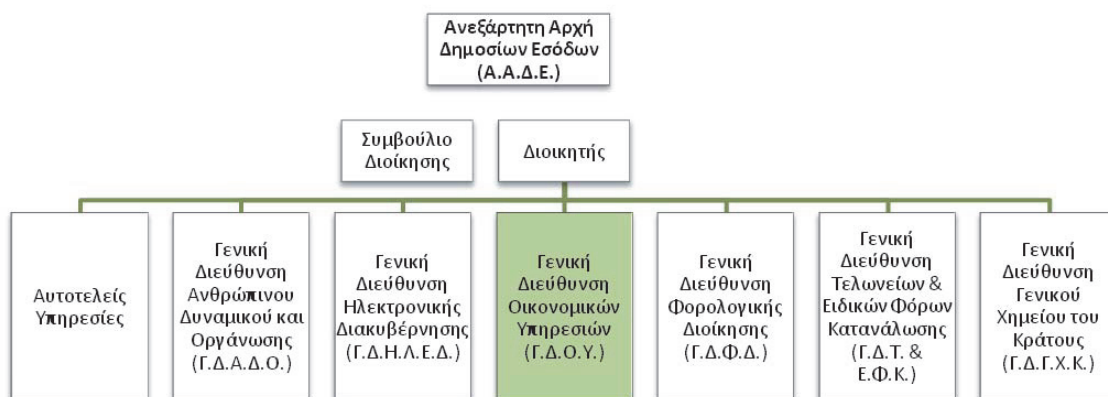 Ανεξάρτητη Αρχή
Δημοσίων Εσόδων
(Α.Α.Δ.Ε.)
Συμβούλιο
Διοίκησης
Διοικητής
Αυτοτελείς
Υπηρεσίες
Γενική
Διεύθυνση
Ανθρώπινου
Δυναμικού και
Οργάνωσης
(Γ.Δ.Α.Δ.Ο.)
Γενική
Διεύθυνση
Ηλεκτρονικής
Διακυβέρνησης
(Γ.Δ.Η.Λ.Ε.Δ.)
Γενική
Διεύθυνση
Οικονομικών
Υπηρεσιών
(Γ.Δ.Ο.Υ.)
Γενική
Διεύθυνση
Φορολογικής
Διοίκησης
(Γ.Δ.Φ.Δ.)
Γενική
Διεύθυνση
Τελωνείων &
Ειδικών Φόρων
Κατανάλωσης
(Γ.Δ.Τ. &
Ε.Φ.Κ.)
Γενική
Διεύθυνση
Γενικού
Χημείου του
Κράτους
(Γ.Δ.Γ.Χ.Κ.)